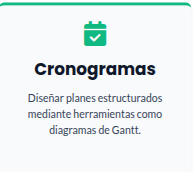 Cronogramas
Diseñar planes estructurados
mediante herramientas como
diagramas de Gantt.